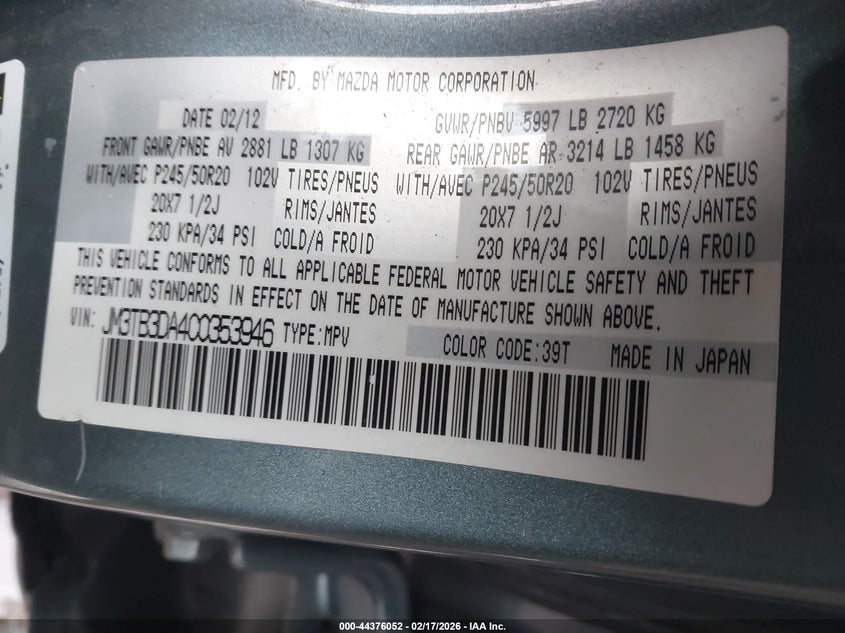 MFD. BY MAZDA MOTOR CORPORATION
DATE 02/12 GVWR/PNBV 5997 LB 2720 KG
FRONT GAWR/PNBE AV 2881 LB 1307 KG REAR GAWR/PNBE AR 3214 LB 1458 KG
WITH/AVEC P245/50R20 102V TIRES/PNEUS WITH/AVEC P245/50R20 102V TIRES/PNEUS
20X7 1/2J RIMS/JANTES 20X7 1/2J RIMS/JANTES
230 KPA/34 PSI COLD/A FROID 230 KPA/34 PSI COLD/A FROID
THIS VEHICLE CONFORMS TO ALL APPLICABLE FEDERAL MOTOR VEHICLE SAFETY AND THEFT
PREVENTION STANDARDS IN EFFECT ON THE DATE OF MANUFACTURE SHOWN ABOVE.
VIN: JM3TB3DA4C0353946 TYPE:MPV COLOR CODE:39T MADE IN JAPAN
000-44376052 - 02/17/2026 - IAA Inc.